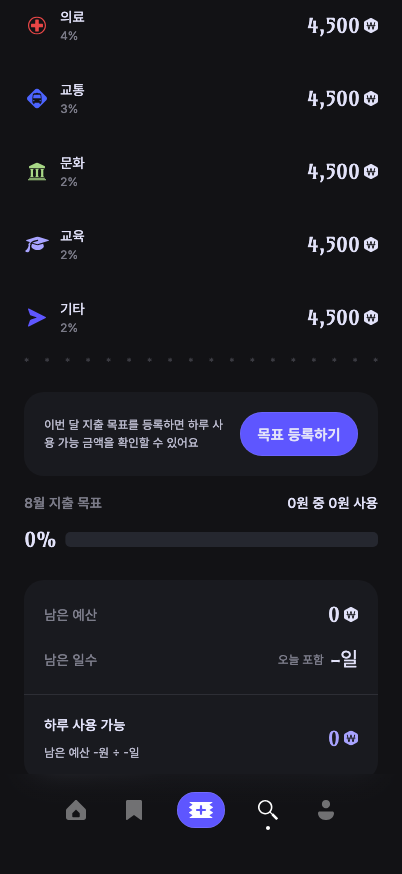 의료
4%
4,500
교통
3%
4,500
문화
2%
4,500
교육
2%
4,500
기타
2%
4,500
이번 달 지출 목표를 등록하면 하루 사
용 가능 금액을 확인할 수 있어요
목표 등록하기
8월 지출 목표
0원 중 0원 사용
0%
남은 예산
0
남은 일수
오늘 포함 -일
하루 사용 가능
남은 예산 -원 ÷ -일
0